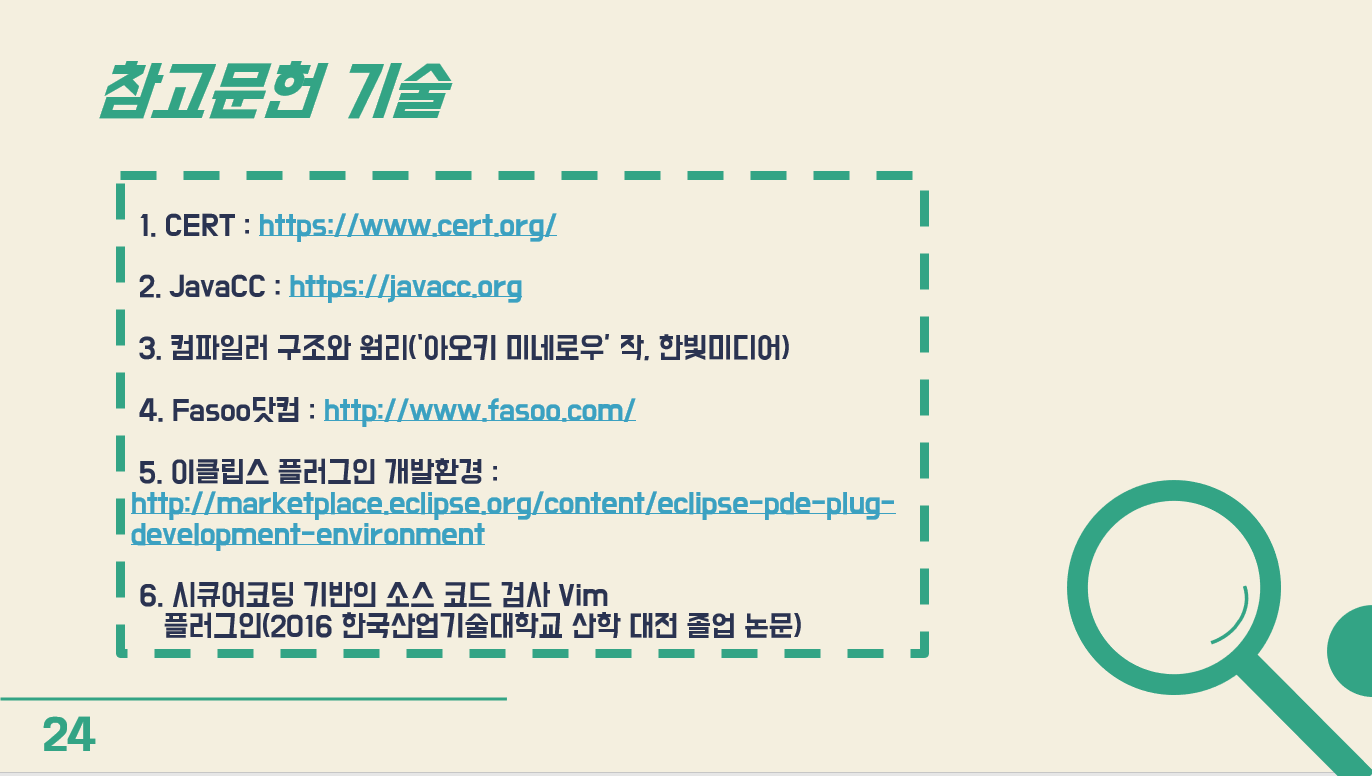 참고문헌 기술
1. CERT : https://www.cert.org/
2. JavaCC : https://javacc.org
3. 컴파일러 구조와 원리(‘아오키 미네로우’ 작, 한빛미디어)
4. Fasoo닷컴 : http://www.fasoo.com/
5. 이클립스 플러그인 개발환경 :
http://marketplace.eclipse.org/content/eclipse-pde-plug-
development-environment
6. 시큐어코딩 기반의 소스 코드 검사 Vim
플러그인(2016 한국산업기술대학교 산학 대전 졸업 논문)
24